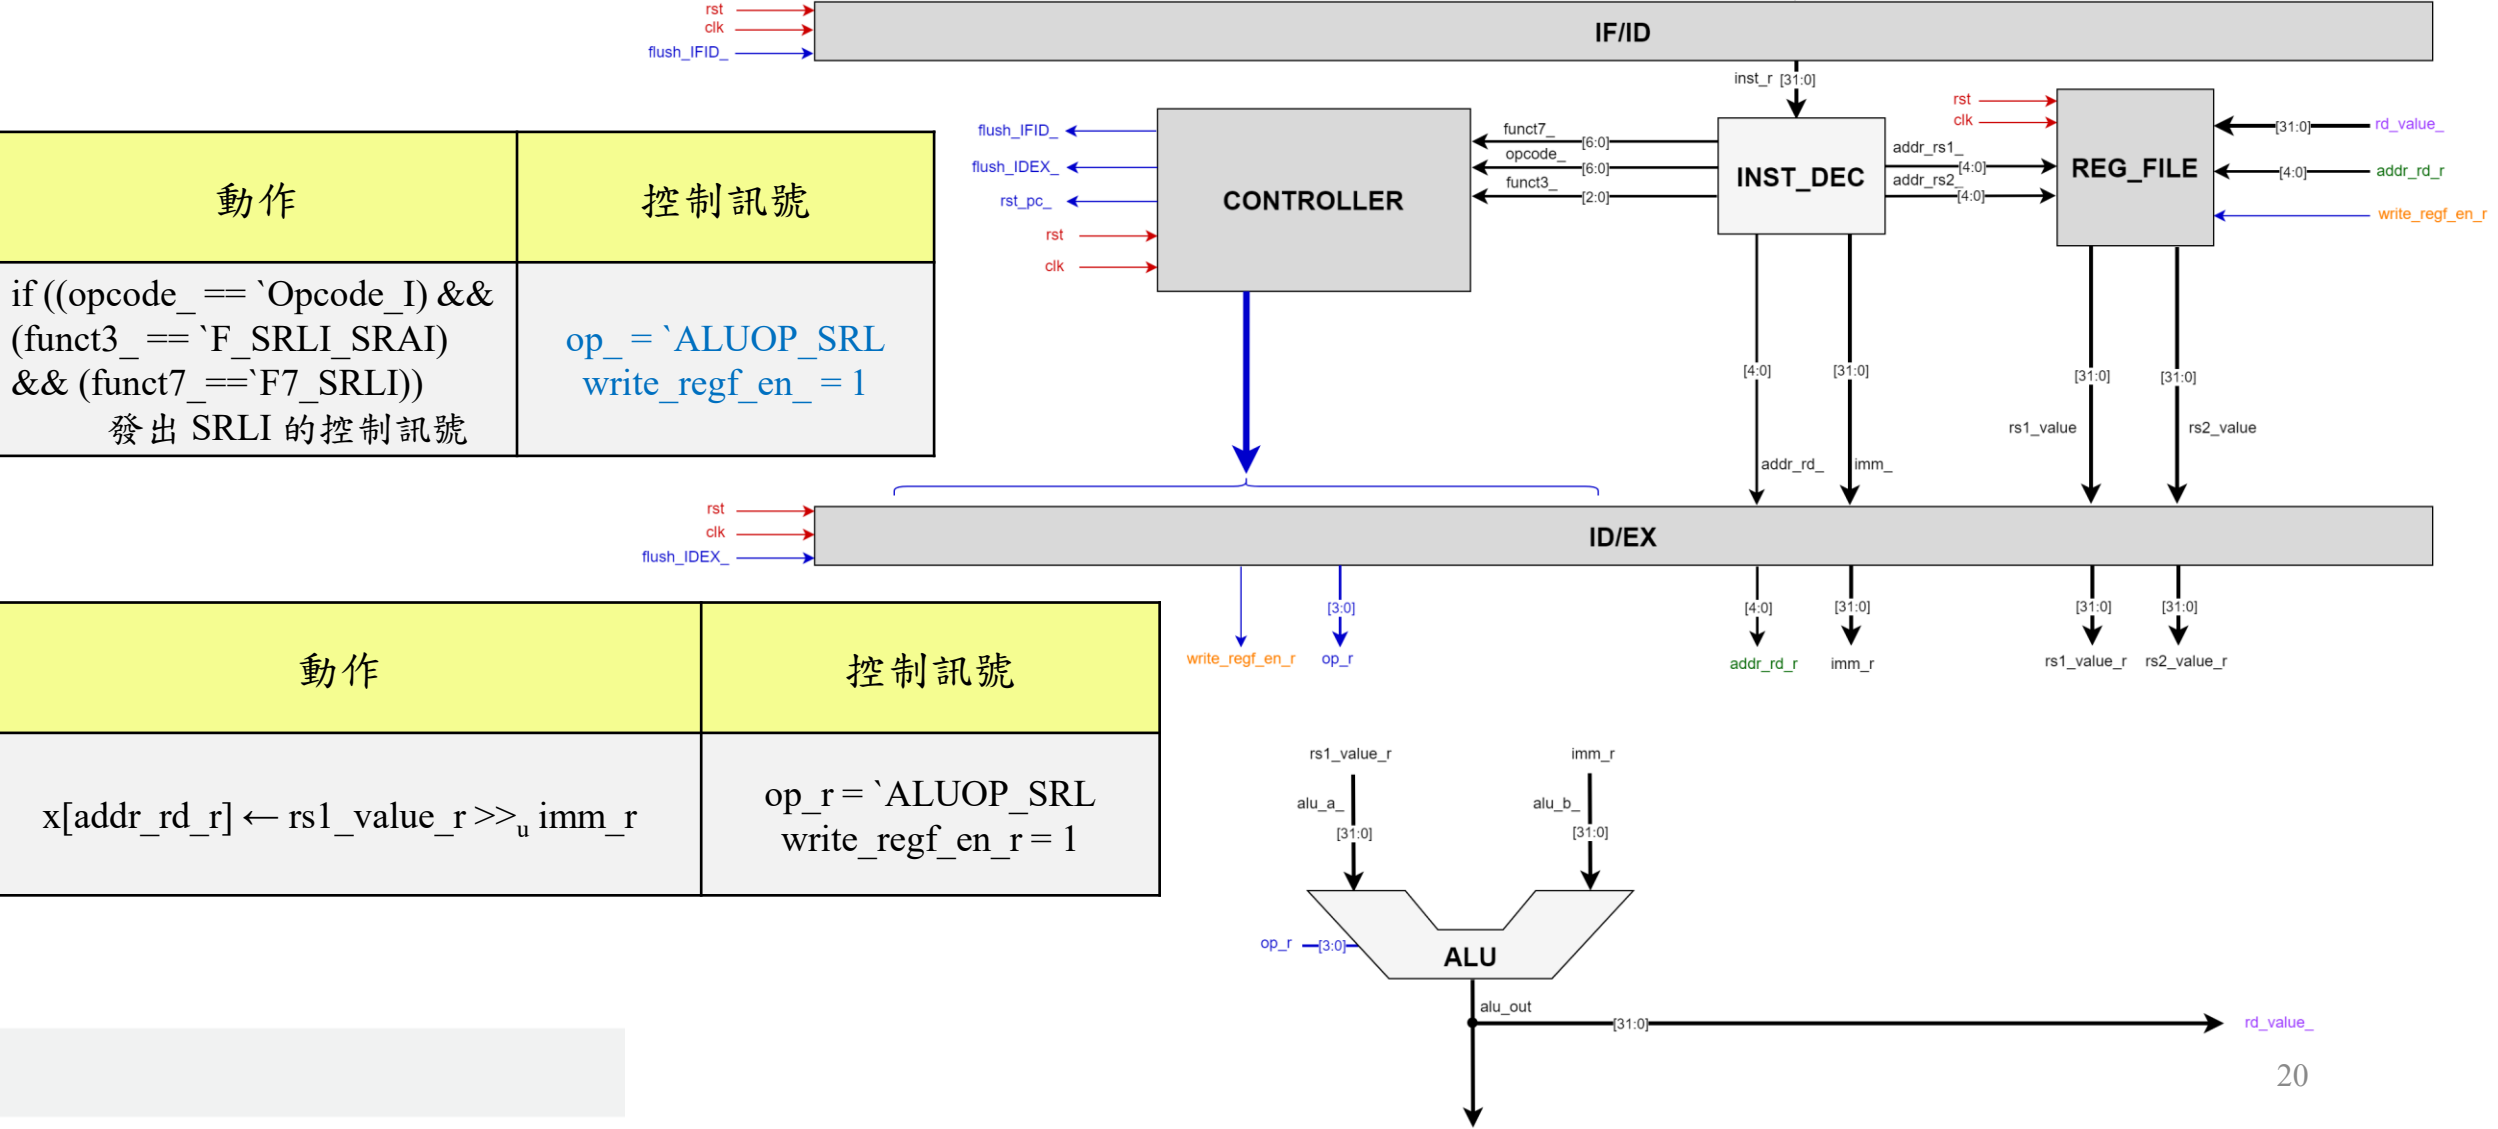 rst
clk
flush_IFID_
IF/ID
inst_r [31:0]
動作
控制訊號
if ((opcode_ == `Opcode_I) &&
(funct3_ == `F_SRLI_SRAI)
&& (funct7_==`F7_SRLI))
發出 SRLI 的控制訊號
op_ = `ALUOP_SRL
write_regf_en_ = 1
flush_IFID_
flush_IDEX_
rst_pc_
rst
clk
CONTROLLER
funct7_
[6:0]
opcode_
[6:0]
funct3_
[2:0]
INST_DEC
addr_rs1_
[4:0]
addr_rs2_
[4:0]
rst
clk
REG_FILE
[31:0]
rd_value_
[4:0]
addr_rd_r
write_regf_en_r
[4:0]
[31:0]
[31:0]
[31:0]
rs1_value
rs2_value
addr_rd_
imm_
rst
clk
flush_IDEX_
ID/EX
[3:0]
[4:0]
[31:0]
[31:0]
[31:0]
write_regf_en_r
op_r
addr_rd_r
imm_r
rs1_value_r
rs2_value_r
動作
控制訊號
x[addr_rd_r] ← rs1_value_r >>u imm_r
op_r = `ALUOP_SRL
write_regf_en_r = 1
rs1_value_r
imm_r
alu_a_
alu_b_
[31:0]
[31:0]
op_r
[3:0]
ALU
alu_out
[31:0]
rd_value_
20